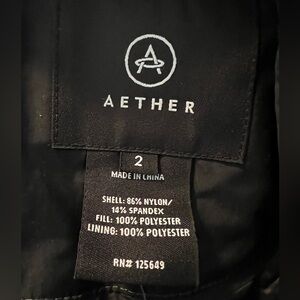 AETHER
2
MADE IN CHINA
SHELL: 86% NYLON/
14% SPANDEX
FILL: 100% POLYESTER
LINING: 100% POLYESTER
RN# 125649